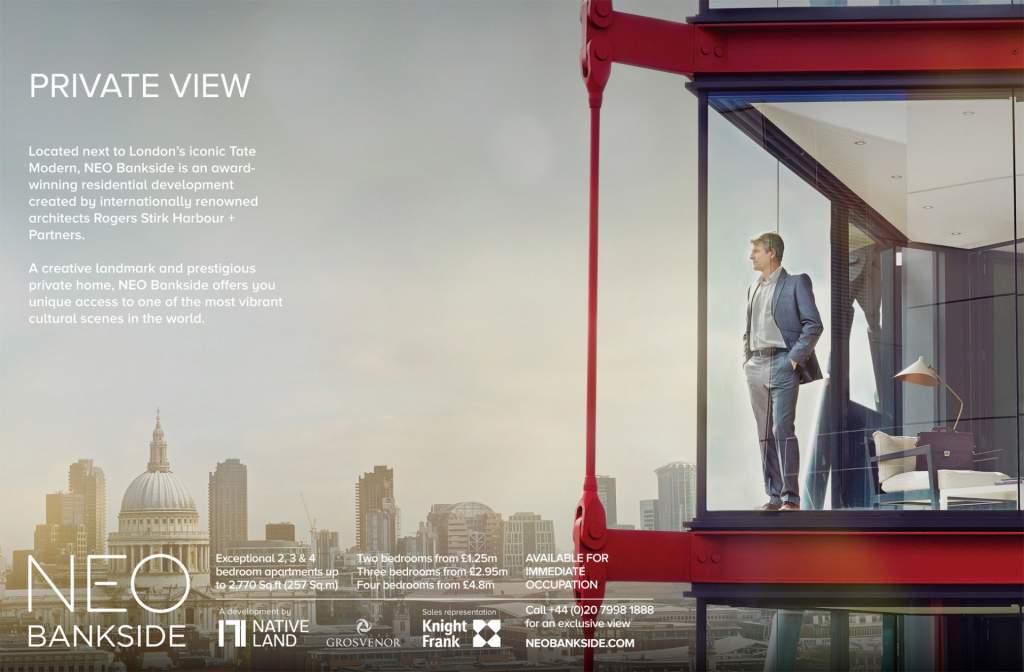 PRIVATE VIEW
Located next to London's iconic Tate
Modern, NEO Bankside is an award-
winning residential development
created by internationally renowned
architects Rogers Stirk Harbour +
Partners.
A creative landmark and prestigious
private home, NEO Bankside offers you
unique access to one of the most vibrant
cultural scenes in the world.
NEO
BANKSIDE
Exceptional 2, 3 & 4
bedroom apartments up
to 2,770 Sq.ft (257 Sq.m)
Two bedrooms from £1.25m
Three bedrooms from £2.95m
Four bedrooms from £4.8m
AVAILABLE FOR
IMMEDIATE
OCCUPATION
A development by
NATIVE
LAND
GROSVENOR
Sales representation
Knight
Frank
Call +44 (0)20 7998 1888
for an exclusive view
NEOBANKSIDE.COM